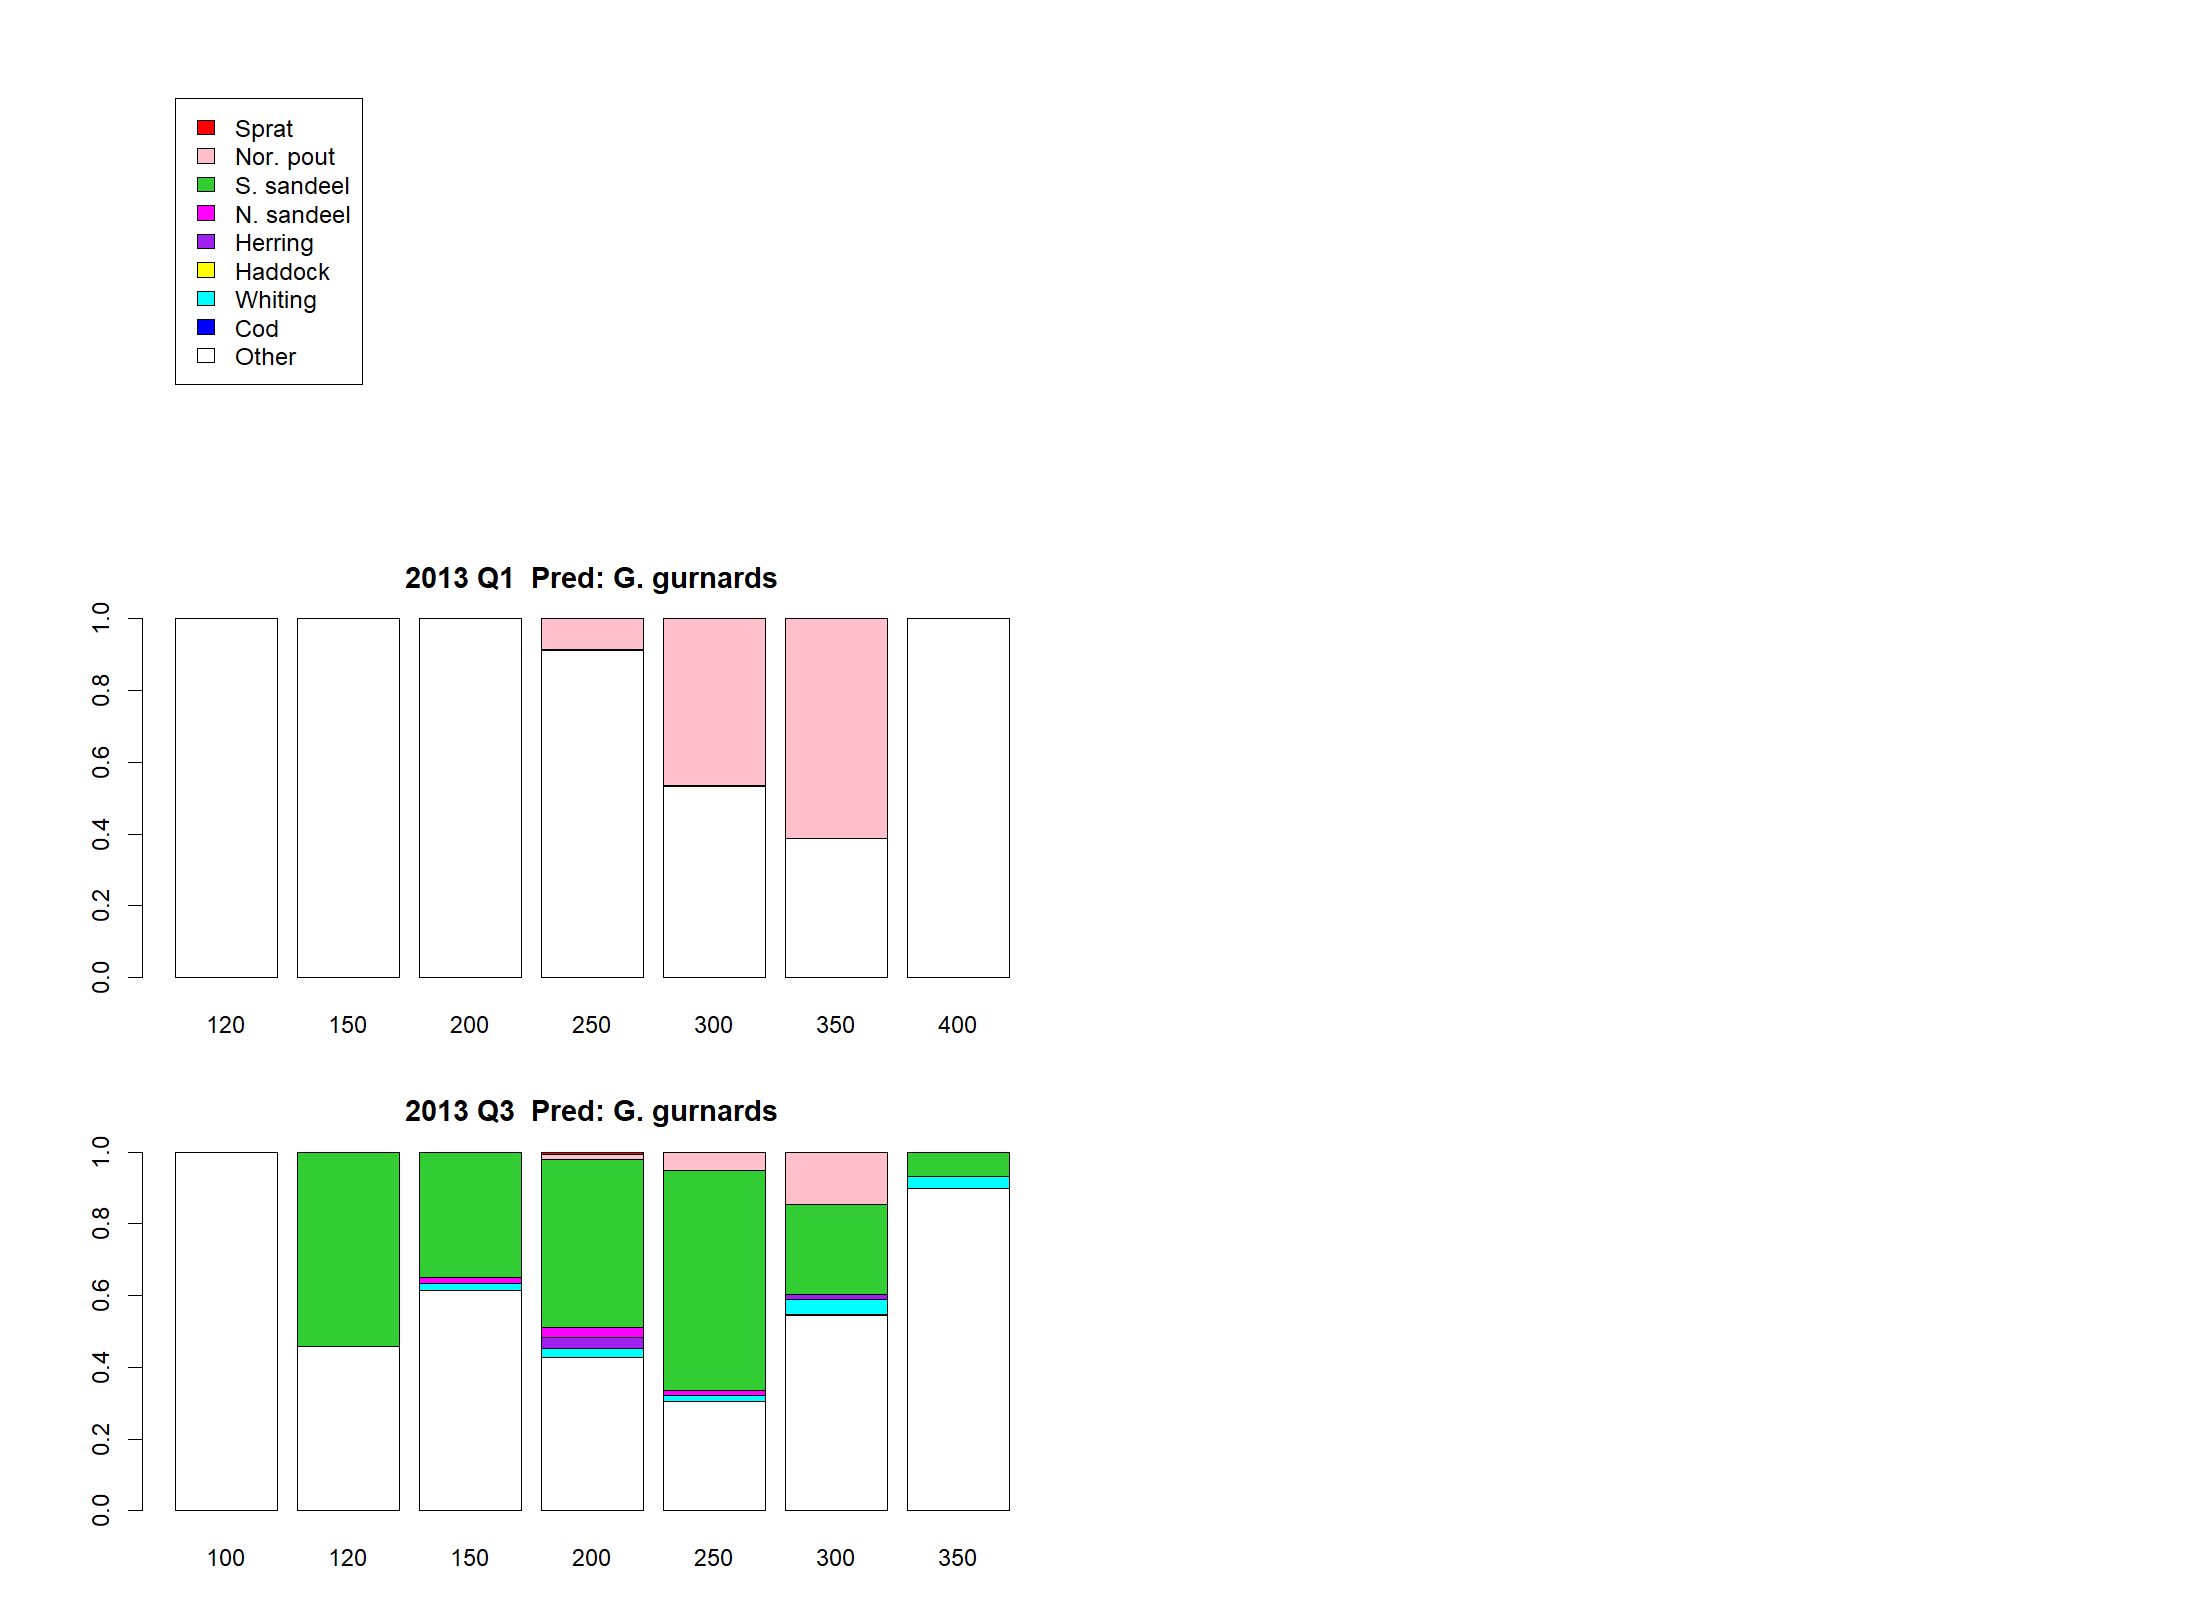 Sprat
Nor. pout
S. sandeel
N. sandeel
Herring
Haddock
Whiting
Cod
Other
2013 Q1  Pred: G. gurnards
1.0
0.8
0.6
0.4
0.2
0.0
120 150 200 250 300 350 400
2013 Q3  Pred: G. gurnards
1.0
0.8
0.6
0.4
0.2
0.0
100 120 150 200 250 300 350